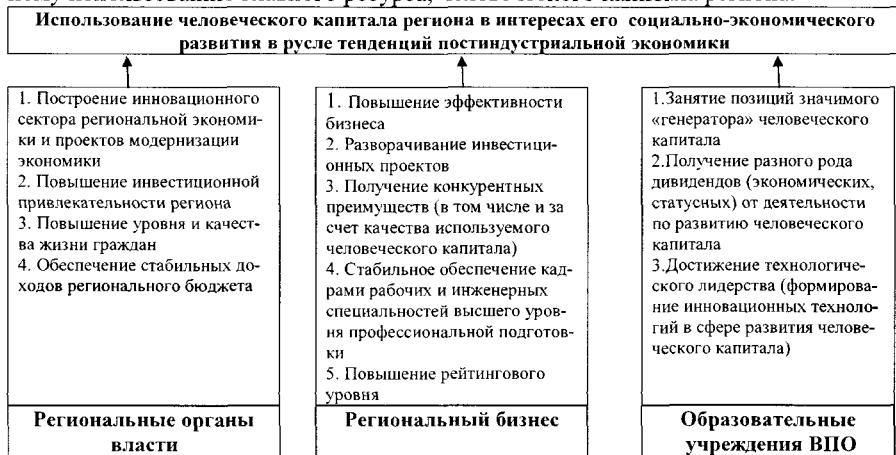 Использование человеческого капитала региона в интересах его социально-экономического
развития в русле тенденций постиндустриальной экономики
1. Построение инновационного
сектора региональной экономи-
ки и проектов модернизации
экономики
2. Повышение инвестиционной
привлекательности региона
3. Повышение уровня и качест-
ва жизни граждан
4. Обеспечение стабильных до-
ходов регионального бюджета
Региональные органы
власти
1. Повышение эффективности
бизнеса
2. Разворачивание инвестици-
онных проектов
3. Получение конкурентных
преимуществ (в том числе и за
счет качества используемого
человеческого капитала)
4. Стабильное обеспечение кад-
рами рабочих и инженерных
специальностей высшего уров-
ня профессиональной подготов-
ки
5. Повышение рейтингового
уровня
Региональный бизнес
1.Занятие позиций значимого
«генератора» человеческого
капитала
2.Получение разного рода
дивидендов (экономических,
статусных) от деятельности
по развитию человеческого
капитала
3.Достижение технологиче-
ского лидерства (формирова-
ние инновационных техноло-
гий в сфере развития челове-
ческого капитала)
Образовательные
учреждения ВПО